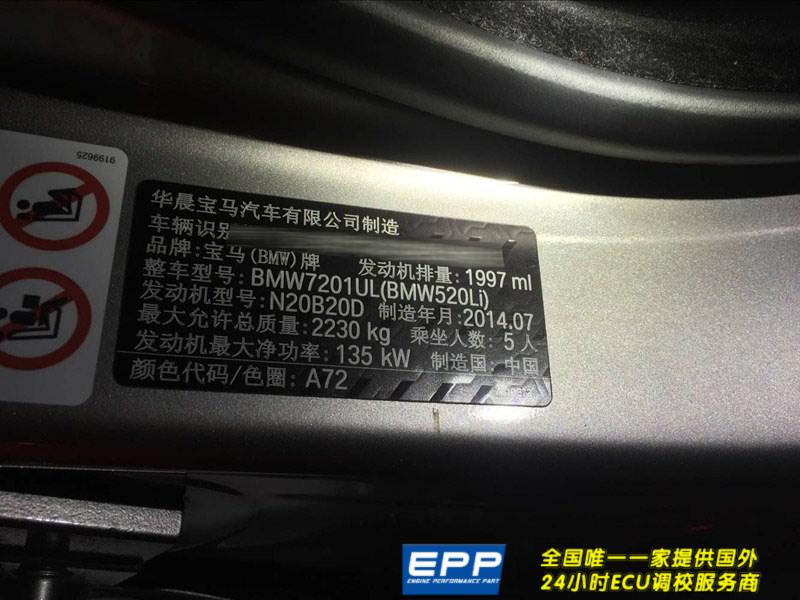 9199625
华晨宝马汽车有限公司制造
车辆识别
品牌:宝马(BMW)牌 发动机排量:1997 ml
整车型号:BMW7201UL(BMW520Li)
发动机型号:N20B20D 制造年月:2014.07
最大允许总质量:2230 kg 乘坐人数:5人
发动机最大净功率:135 kW 制造国:中国
颜色代码/色圈:A72
EPP
ENGINE PERFORMANCE PART
全国唯一一家提供国外
24小时ECU调校服务商